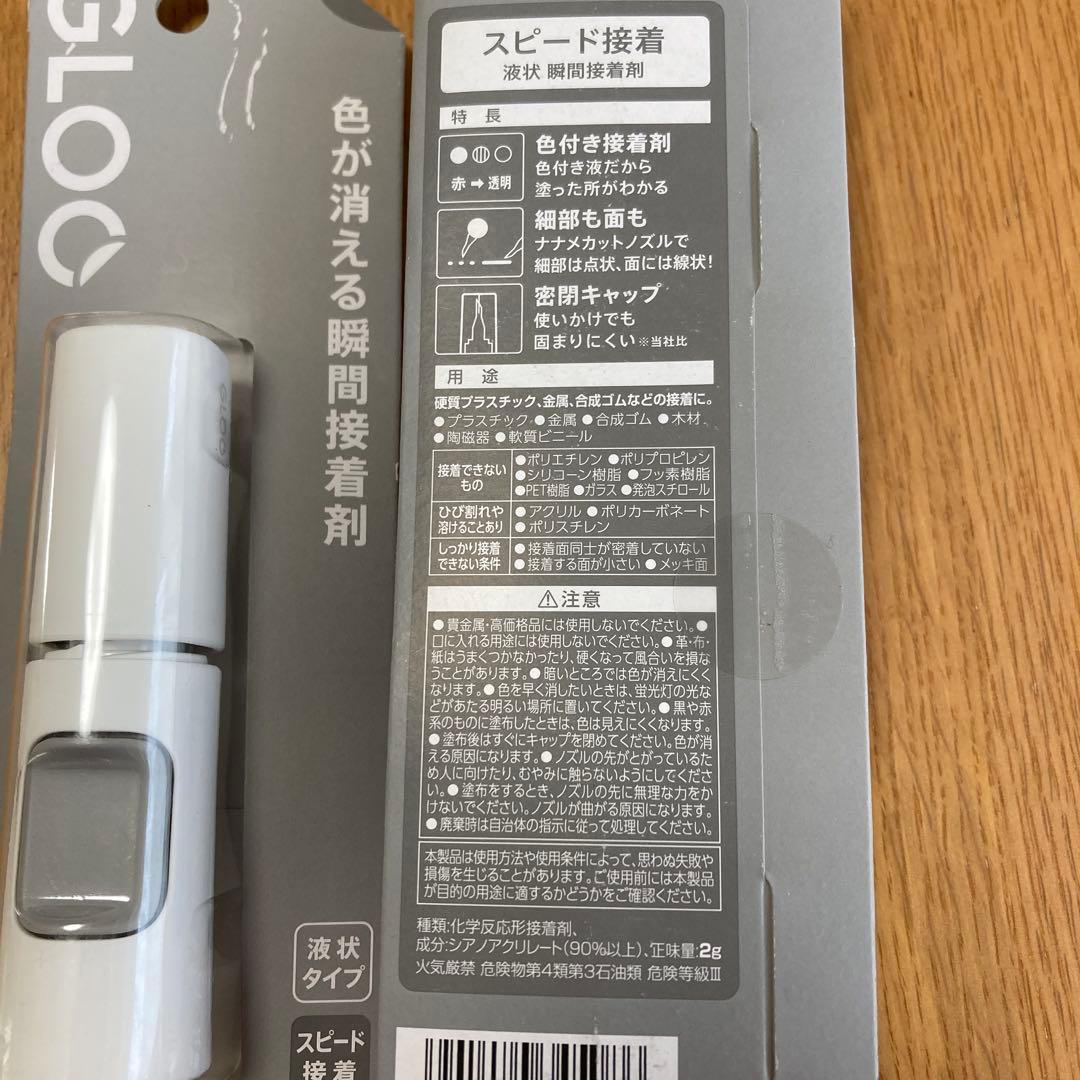 GLOO
色が消える瞬間接着剤
液状
タイプ
スピード
接着
スピード接着
液状 瞬間接着剤
特長
赤→透明
色付き接着剤
色付き液だから
塗った所がわかる
細部も面も
ナナメカットノズルで
細部は点状、面には線状!
密閉キャップ
使いかけでも
固まりにくい ※当社比
用途
硬質プラスチック、金属、合成ゴムなどの接着に。
●プラスチック ●金属 ●合成ゴム ●木材
●陶磁器 ●軟質ビニール
接着できない
もの
●ポリエチレン ●ポリプロピレン
●シリコーン樹脂 ●フッ素樹脂
●PET樹脂 ●ガラス ●発泡スチロール
ひび割れや
溶けることあり
●アクリル ●ポリカーボネート
●ポリスチレン
しっかり接着
できない条件
●接着面同士が密着していない
●接着する面が小さい ●メッキ面
⚠注意
●貴金属・高価格品には使用しないでください。●
口に入れる用途には使用しないでください。●革・布・
紙はうまくつかなかったり、硬くなって風合いを損な
うことがあります。●暗いところでは色が消えにくく
なります。●色を早く消したいときは、蛍光灯の光な
どがあたる明るい場所に置いてください。●黒や赤
系のものに塗布したときは、色は見えにくくなります。
●塗布後はすぐにキャップを閉めてください。色が消
える原因になります。●ノズルの先がとがっているた
め人に向けたり、むやみに触らないようにしてくださ
い。●塗布をするとき、ノズルの先に無理な力をか
けないでください。ノズルが曲がる原因になります。
●廃棄時は自治体の指示に従って処理してください。
本製品は使用方法や使用条件によって、思わぬ失敗や
損傷を生じることがあります。ご使用前には本製品
が目的の用途に適するかどうかをご確認ください。
種類:化学反応形接着剤、
成分:シアノアクリレート(90%以上)、正味量:2g
火気厳禁 危険物第4類第3石油類 危険等級Ⅲ
GLOO